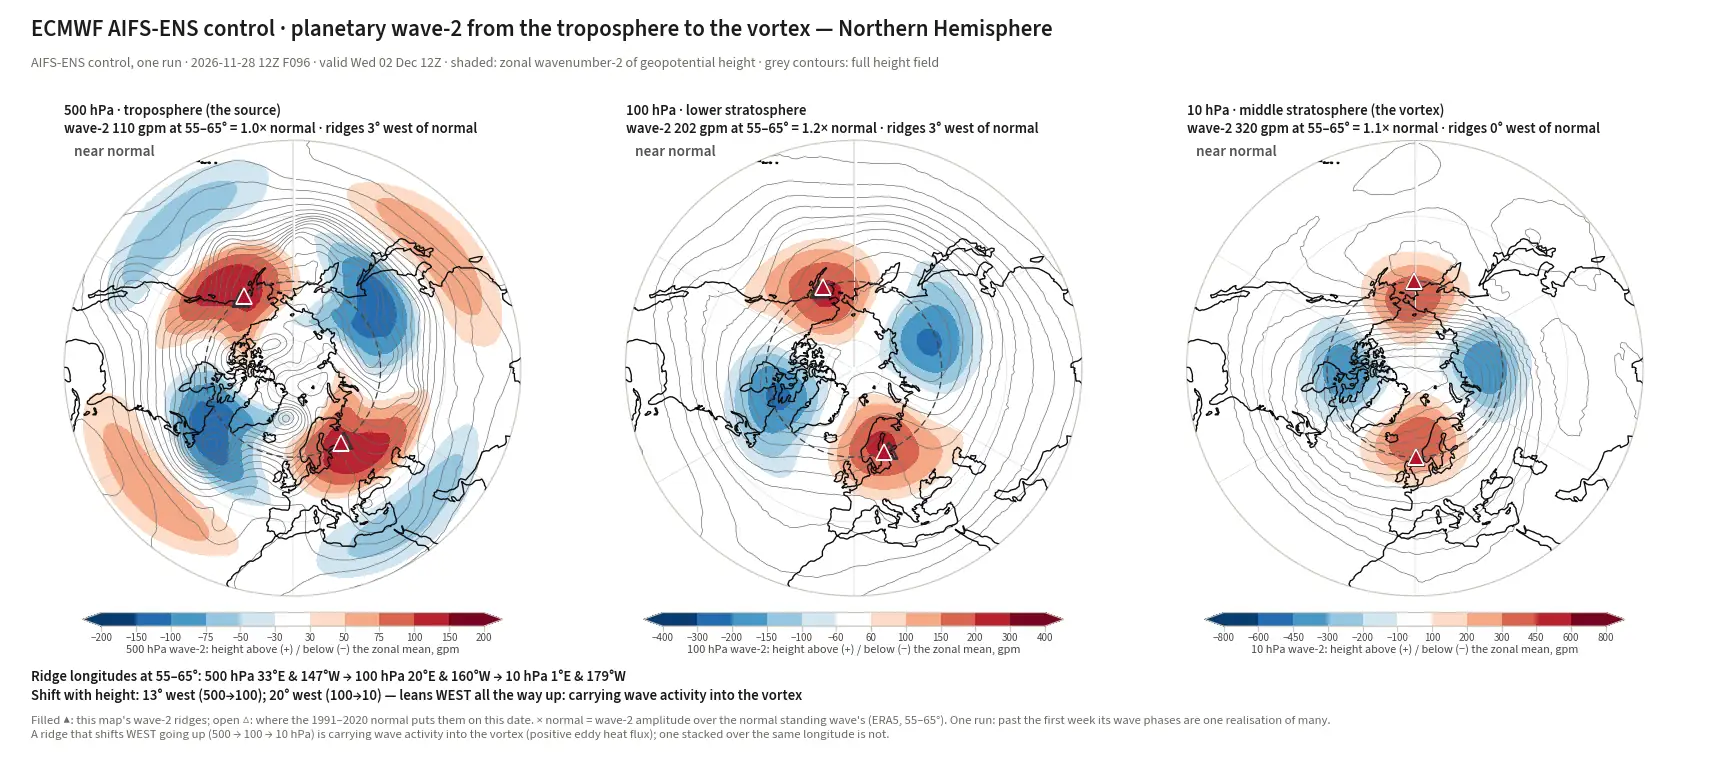 ECMWF AIFS-ENS control · planetary wave-2 from the troposphere to the vortex — Northern Hemisphere
AIFS-ENS control, one run · 2026-11-28 12Z F096 · valid Wed 02 Dec 12Z · shaded: zonal wavenumber-2 of geopotential height · grey contours: full height field
500 hPa · troposphere (the source)
wave-2 110 gpm at 55–65° = 1.0× normal · ridges 3° west of normal
near normal
100 hPa · lower stratosphere
wave-2 202 gpm at 55–65° = 1.2× normal · ridges 3° west of normal
near normal
10 hPa · middle stratosphere (the vortex)
wave-2 320 gpm at 55–65° = 1.1× normal · ridges 0° west of normal
near normal
−200 −150 −100 −75 −50 −30 30 50 75 100 150 200
500 hPa wave-2: height above (+) / below (−) the zonal mean, gpm
−400 −300 −200 −150 −100 −60 60 100 150 200 300 400
100 hPa wave-2: height above (+) / below (−) the zonal mean, gpm
−800 −600 −450 −300 −200 −100 100 200 300 450 600 800
10 hPa wave-2: height above (+) / below (−) the zonal mean, gpm
Ridge longitudes at 55–65°: 500 hPa 33°E & 147°W → 100 hPa 20°E & 160°W → 10 hPa 1°E & 179°W
Shift with height: 13° west (500→100); 20° west (100→10) — leans WEST all the way up: carrying wave activity into the vortex
Filled ▲: this map's wave-2 ridges; open △: where the 1991–2020 normal puts them on this date. × normal = wave-2 amplitude over the normal standing wave's (ERA5, 55–65°). One run: past the first week its wave phases are one realisation of many.
A ridge that shifts WEST going up (500 → 100 → 10 hPa) is carrying wave activity into the vortex (positive eddy heat flux); one stacked over the same longitude is not.